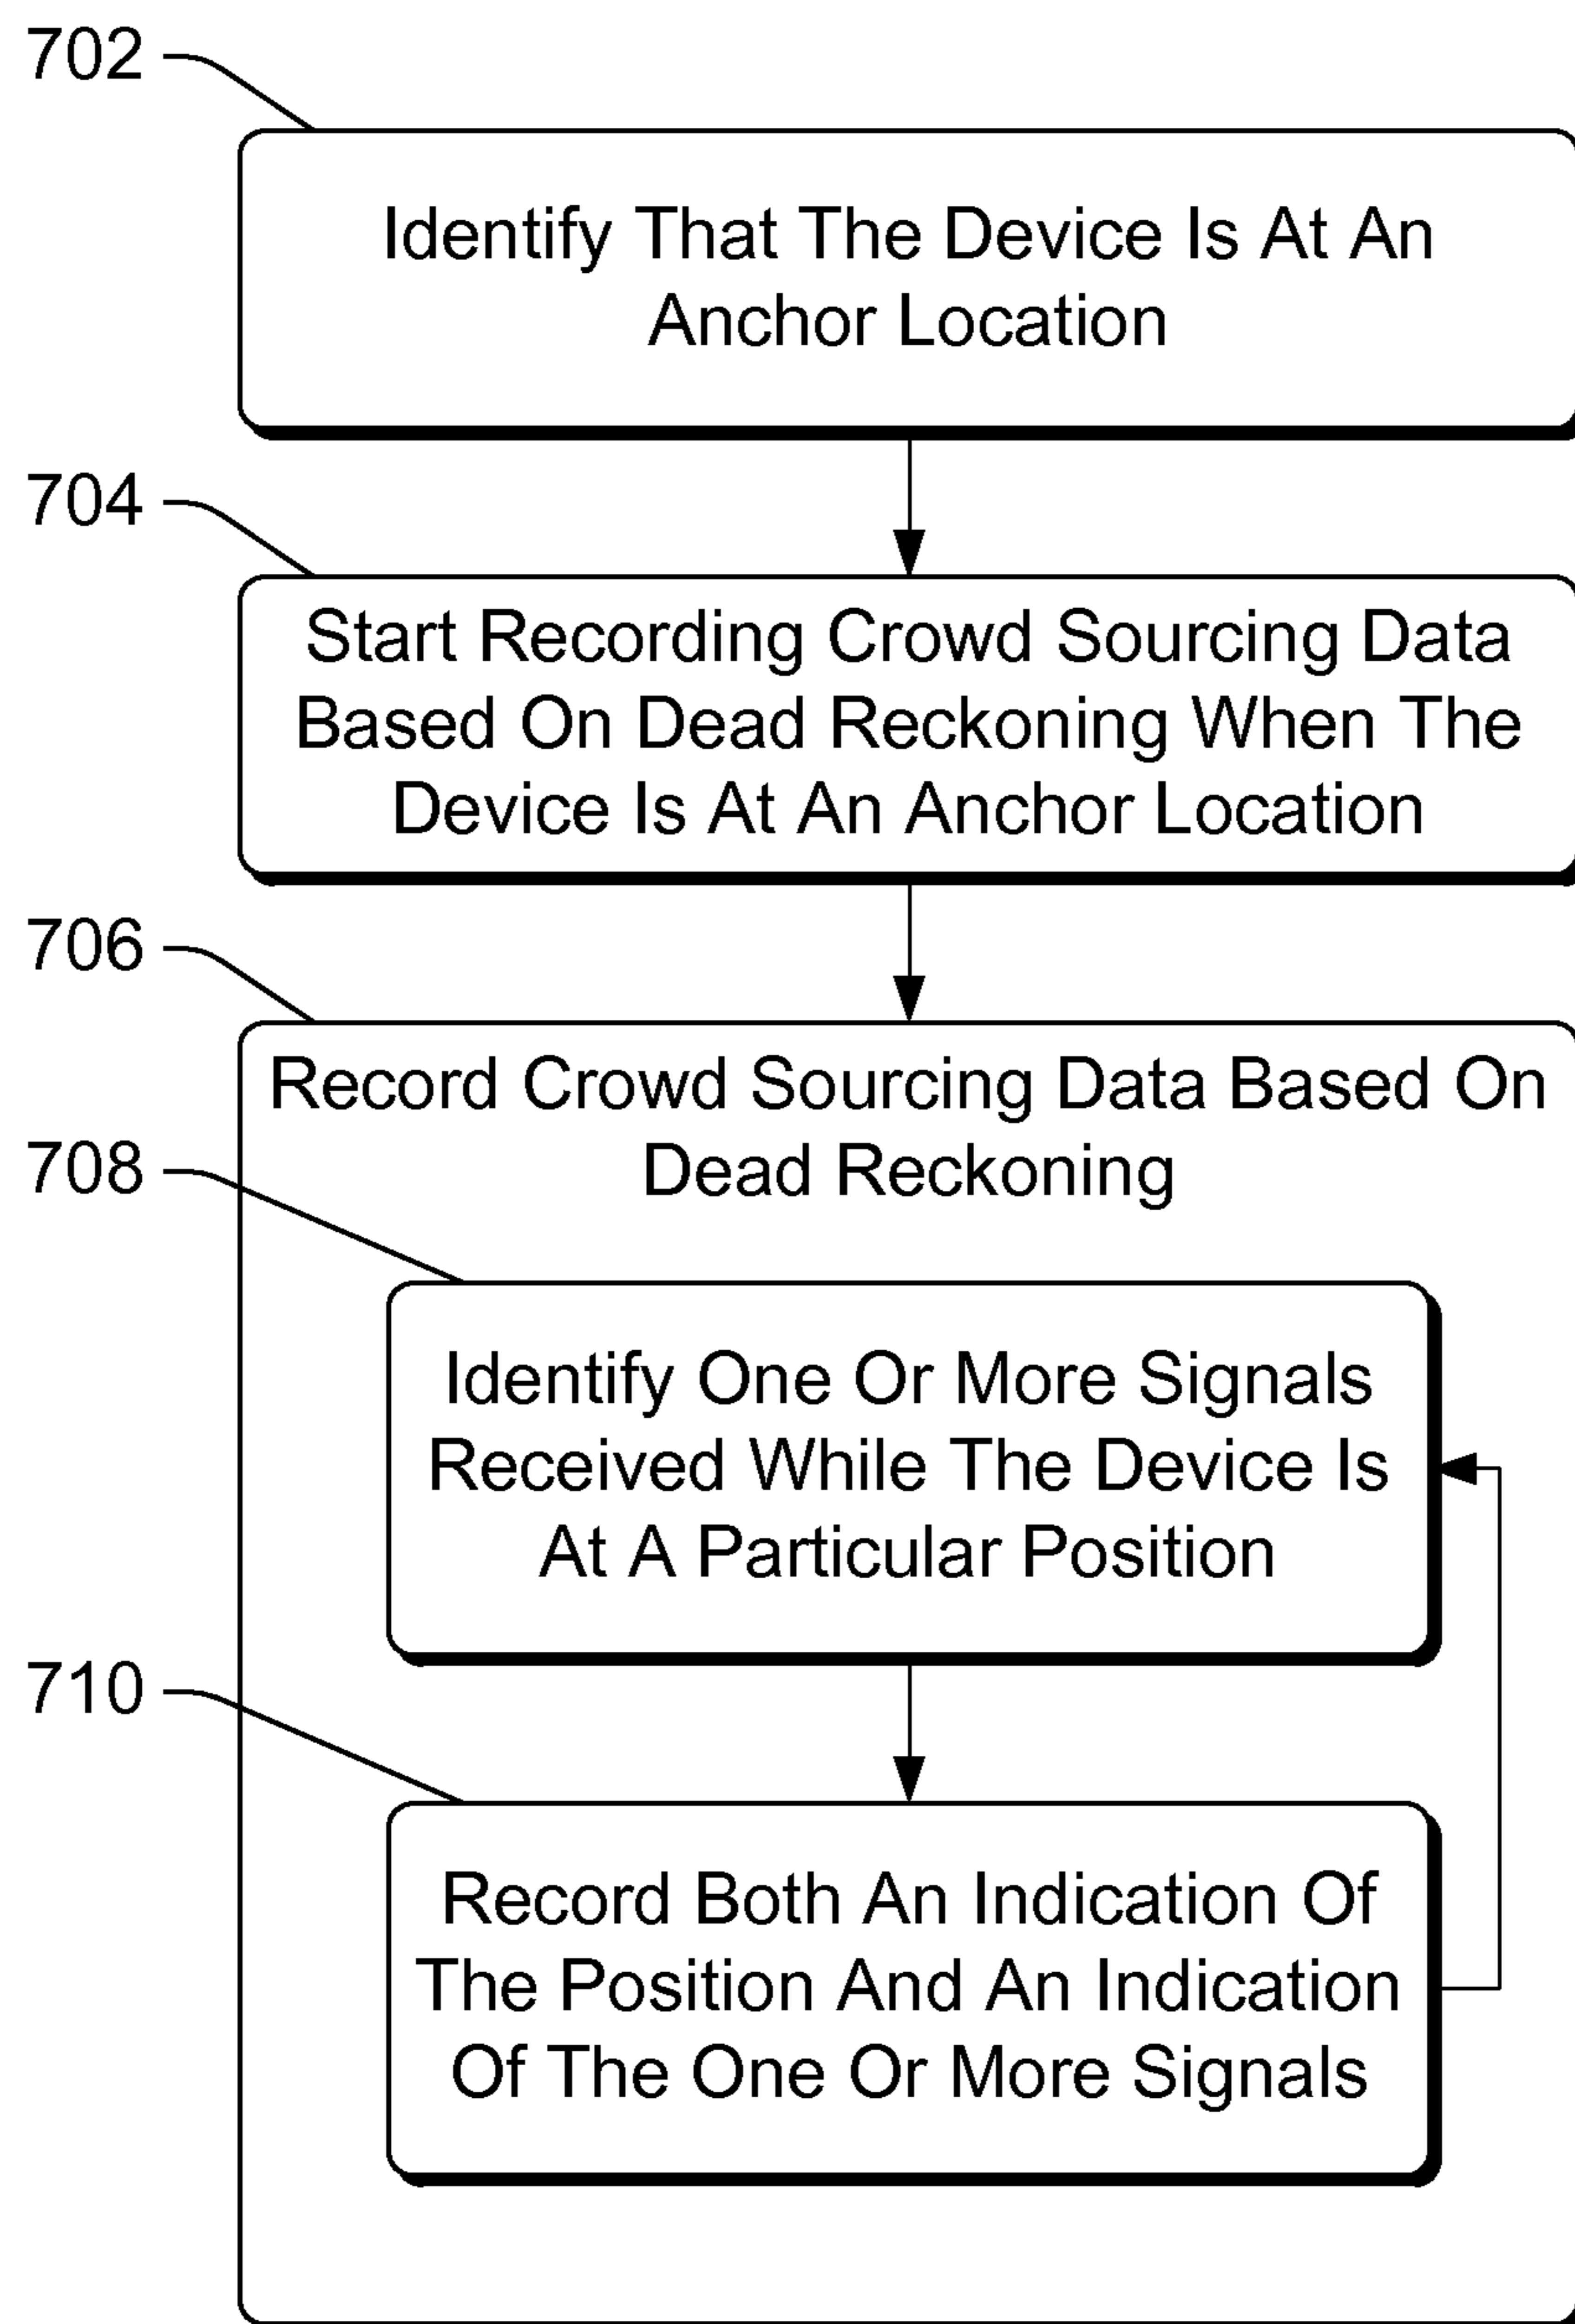 702
Identify That The Device Is At An
Anchor Location
704
Start Recording Crowd Sourcing Data
Based On Dead Reckoning When The
Device Is At An Anchor Location
706
Record Crowd Sourcing Data Based On
Dead Reckoning
708
Identify One Or More Signals
Received While The Device Is
At A Particular Position
710
Record Both An Indication Of
The Position And An Indication
Of The One Or More Signals